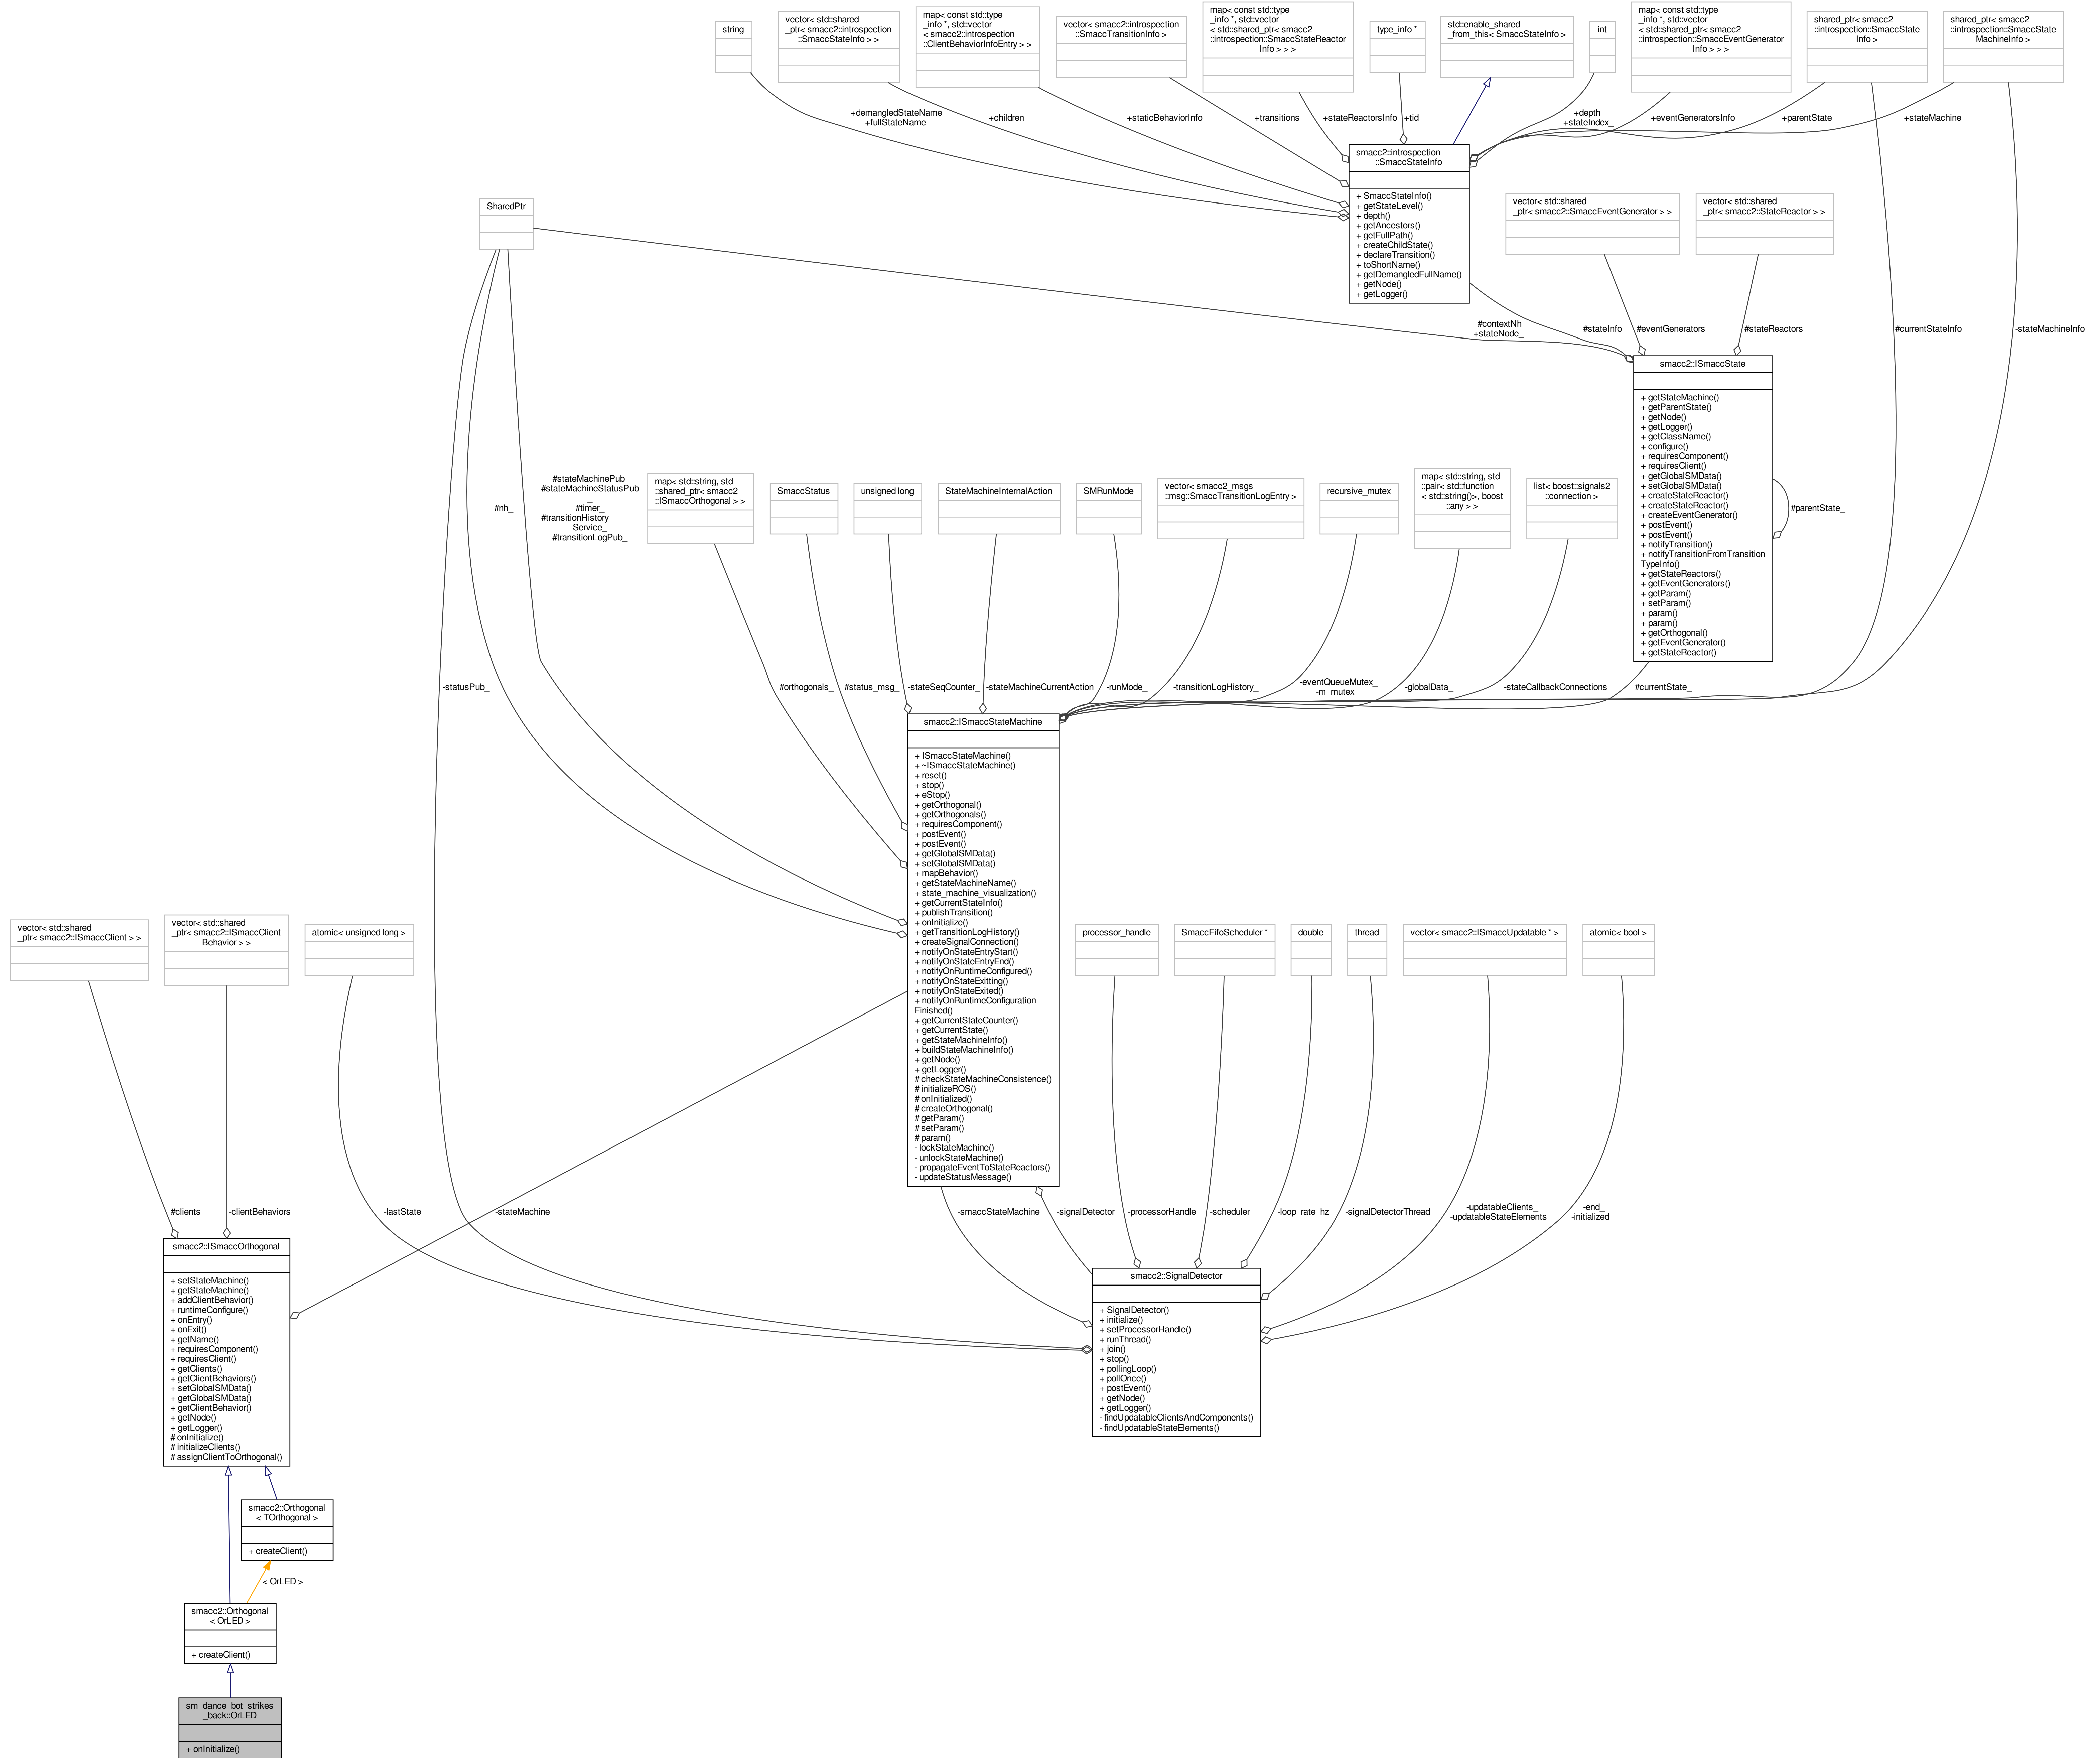 string
vector< std::shared
_ptr< smacc2::introspection
::SmaccStateInfo > >
map< const std::type
_info *, std::vector
< smacc2::introspection
::ClientBehaviorInfoEntry > >
vector< smacc2::introspection
::SmaccTransitionInfo >
map< const std::type
_info *, std::vector
< std::shared_ptr< smacc2
::introspection::SmaccStateReactor
Info > > >
type_info *
std::enable_shared
_from_this< SmaccStateInfo >
int
map< const std::type
_info *, std::vector
< std::shared_ptr< smacc2
::introspection::SmaccEventGenerator
Info > > >
shared_ptr< smacc2
::introspection::SmaccState
Info >
shared_ptr< smacc2
::introspection::SmaccState
MachineInfo >
+demangledStateName
+fullStateName
+children_
+staticBehaviorInfo
+transitions_
+stateReactorsInfo
+tid_
+depth_
+stateIndex_
+eventGeneratorsInfo
+parentState_
+stateMachine_
smacc2::introspection
::SmaccStateInfo
+ SmaccStateInfo()
+ getStateLevel()
+ depth()
+ getAncestors()
+ getFullPath()
+ createChildState()
+ declareTransition()
+ toShortName()
+ getDemangledFullName()
+ getNode()
+ getLogger()
SharedPtr
vector< std::shared
_ptr< smacc2::SmaccEventGenerator > >
vector< std::shared
_ptr< smacc2::StateReactor > >
#contextNh
+stateNode_
#stateInfo_
#eventGenerators_
#stateReactors_
#currentStateInfo_
-stateMachineInfo_
smacc2::ISmaccState
+ getStateMachine()
+ getParentState()
+ getNode()
+ getLogger()
+ getClassName()
+ configure()
+ requiresComponent()
+ requiresClient()
+ getGlobalSMData()
+ setGlobalSMData()
+ createStateReactor()
+ createStateReactor()
+ createEventGenerator()
+ postEvent()
+ postEvent()
+ notifyTransition()
+ notifyTransitionFromTransition
TypeInfo()
+ getStateReactors()
+ getEventGenerators()
+ getParam()
+ setParam()
+ param()
+ param()
+ getOrthogonal()
+ getEventGenerator()
+ getStateReactor()
#parentState_
#nh_
#stateMachinePub_
#stateMachineStatusPub
_
#timer_
#transitionHistory
Service_
#transitionLogPub_
map< std::string, std
::shared_ptr< smacc2
::ISmaccOrthogonal > >
SmaccStatus
unsigned long
StateMachineInternalAction
SMRunMode
vector< smacc2_msgs
::msg::SmaccTransitionLogEntry >
recursive_mutex
map< std::string, std
::pair< std::function
< std::string()>, boost
::any > >
list< boost::signals2
::connection >
-statusPub_
#orthogonals_
#status_msg_
-stateSeqCounter_
-stateMachineCurrentAction
-runMode_
-transitionLogHistory_
-eventQueueMutex_
-m_mutex_
-globalData_
-stateCallbackConnections
#currentState_
smacc2::ISmaccStateMachine
+ ISmaccStateMachine()
+ ~ISmaccStateMachine()
+ reset()
+ stop()
+ eStop()
+ getOrthogonal()
+ getOrthogonals()
+ requiresComponent()
+ postEvent()
+ postEvent()
+ getGlobalSMData()
+ setGlobalSMData()
+ mapBehavior()
+ getStateMachineName()
+ state_machine_visualization()
+ getCurrentStateInfo()
+ publishTransition()
+ onInitialize()
+ getTransitionLogHistory()
+ createSignalConnection()
+ notifyOnStateEntryStart()
+ notifyOnStateEntryEnd()
+ notifyOnRuntimeConfigured()
+ notifyOnStateExitting()
+ notifyOnStateExited()
+ notifyOnRuntimeConfiguration
Finished()
+ getCurrentStateCounter()
+ getCurrentState()
+ getStateMachineInfo()
+ buildStateMachineInfo()
+ getNode()
+ getLogger()
# checkStateMachineConsistence()
# initializeROS()
# onInitialized()
# createOrthogonal()
# getParam()
# setParam()
# param()
- lockStateMachine()
- unlockStateMachine()
- propagateEventToStateReactors()
- updateStatusMessage()
vector< std::shared
_ptr< smacc2::ISmaccClient > >
vector< std::shared
_ptr< smacc2::ISmaccClient
Behavior > >
atomic< unsigned long >
processor_handle
SmaccFifoScheduler *
double
thread
vector< smacc2::ISmaccUpdatable * >
atomic< bool >
#clients_
-clientBehaviors_
-lastState_
-stateMachine_
-smaccStateMachine_
-signalDetector_
-processorHandle_
-scheduler_
-loop_rate_hz
-signalDetectorThread_
-updatableClients_
-updatableStateElements_
-end_
-initialized_
smacc2::ISmaccOrthogonal
+ setStateMachine()
+ getStateMachine()
+ addClientBehavior()
+ runtimeConfigure()
+ onEntry()
+ onExit()
+ getName()
+ requiresComponent()
+ requiresClient()
+ getClients()
+ getClientBehaviors()
+ setGlobalSMData()
+ getGlobalSMData()
+ getClientBehavior()
+ getNode()
+ getLogger()
# onInitialize()
# initializeClients()
# assignClientToOrthogonal()
smacc2::SignalDetector
+ SignalDetector()
+ initialize()
+ setProcessorHandle()
+ runThread()
+ join()
+ stop()
+ pollingLoop()
+ pollOnce()
+ postEvent()
+ getNode()
+ getLogger()
- findUpdatableClientsAndComponents()
- findUpdatableStateElements()
smacc2::Orthogonal
< TOrthogonal >
+ createClient()
< OrLED >
smacc2::Orthogonal
< OrLED >
+ createClient()
sm_dance_bot_strikes
_back::OrLED
+ onInitialize()